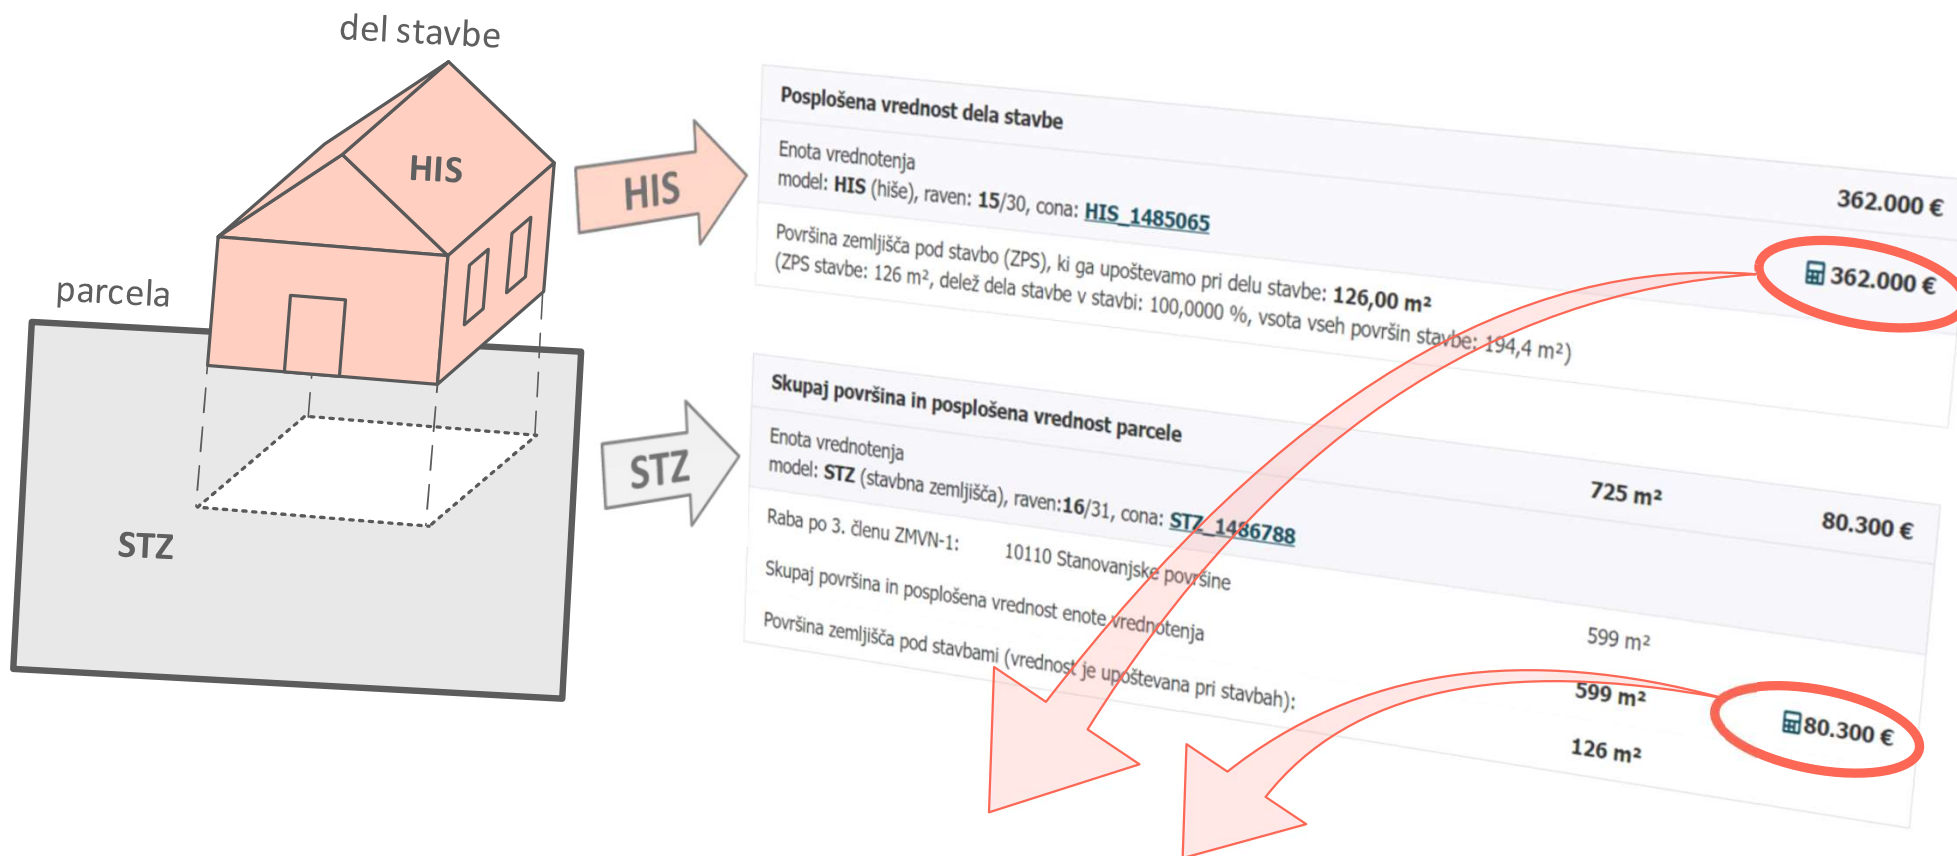 del stavbe
HIS
parcela
STZ
HIS
STZ
Posplošena vrednost dela stavbe
362.000 €
Enota vrednotenja
model: HIS (hiše), raven: 15/30, cona: HIS_1485065
362.000 €
Površina zemljišča pod stavbo (ZPS), ki ga upoštevamo pri delu stavbe: 126,00 m²
(ZPS stavbe: 126 m², delež dela stavbe v stavbi: 100,0000 %, vsota vseh površin stavbe: 194,4 m²)
Skupaj površina in posplošena vrednost parcele
725 m²
80.300 €
Enota vrednotenja
model: STZ (stavbna zemljišča), raven:16/31, cona: STZ_1486788
Raba po 3. členu ZMVN-1: 10110 Stanovanjske površine
599 m²
Skupaj površina in posplošena vrednost enote vrednotenja
599 m²
80.300 €
Površina zemljišča pod stavbami (vrednost je upoštevana pri stavbah):
126 m²